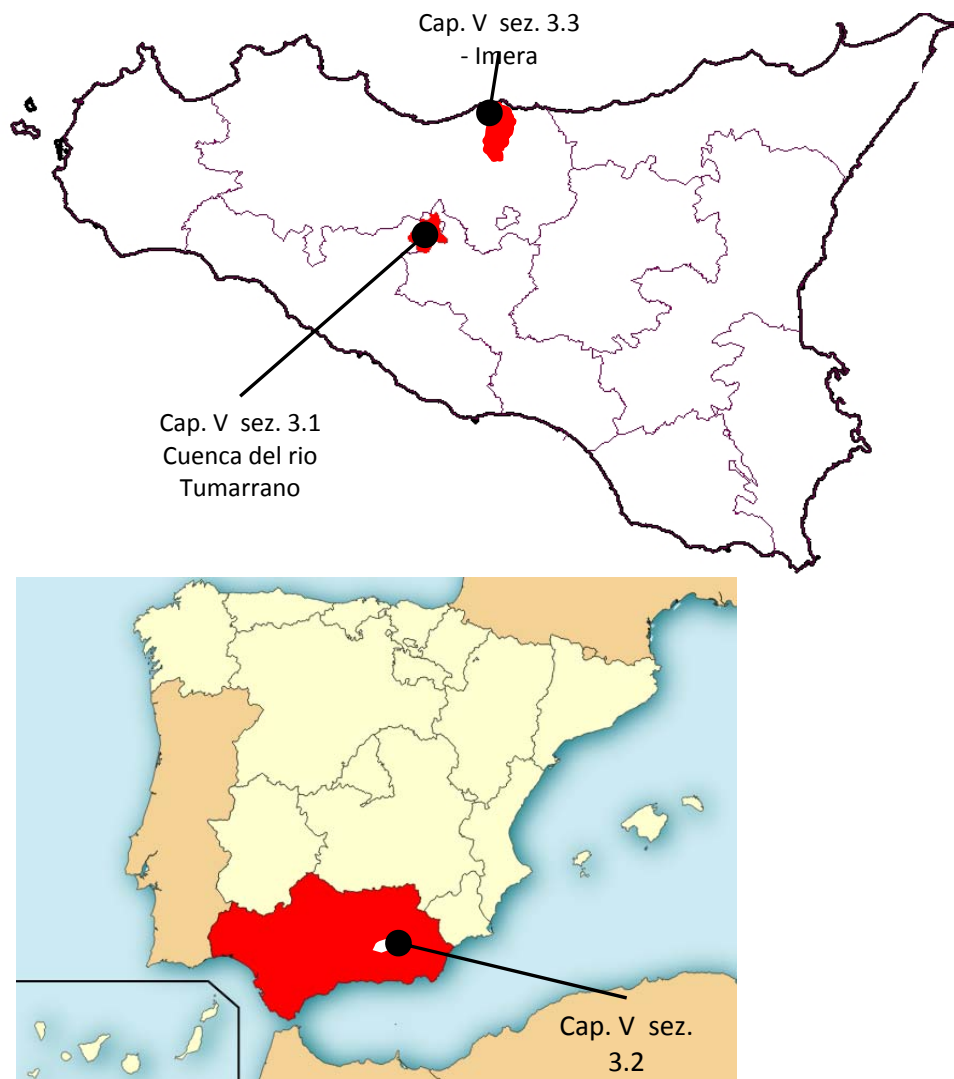 Cap. V sez. 3.3
- Imera
Cap. V sez. 3.1
Cuenca del rio
Tumarrano
Cap. V sez.
3.2